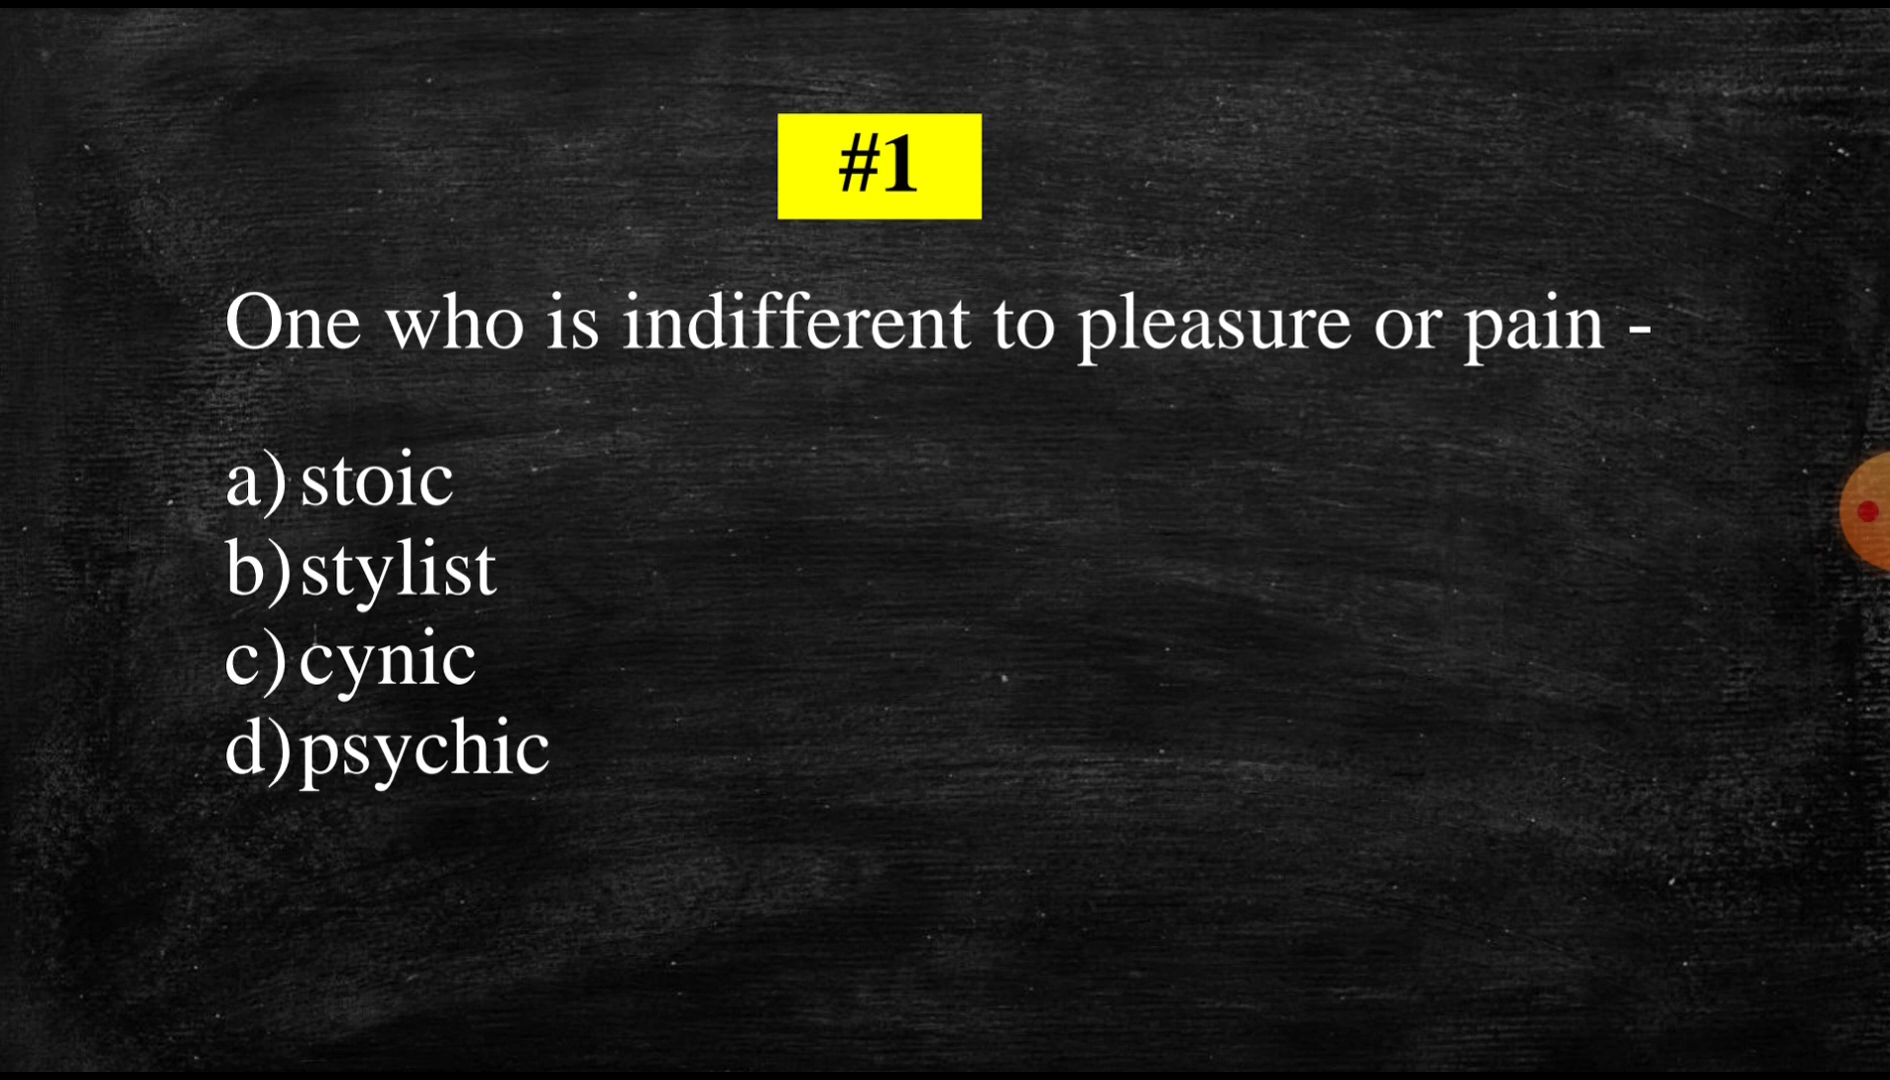 #1
One who is indifferent to pleasure or pain -
a) stoic
b) stylist
c) cynic
d) psychic